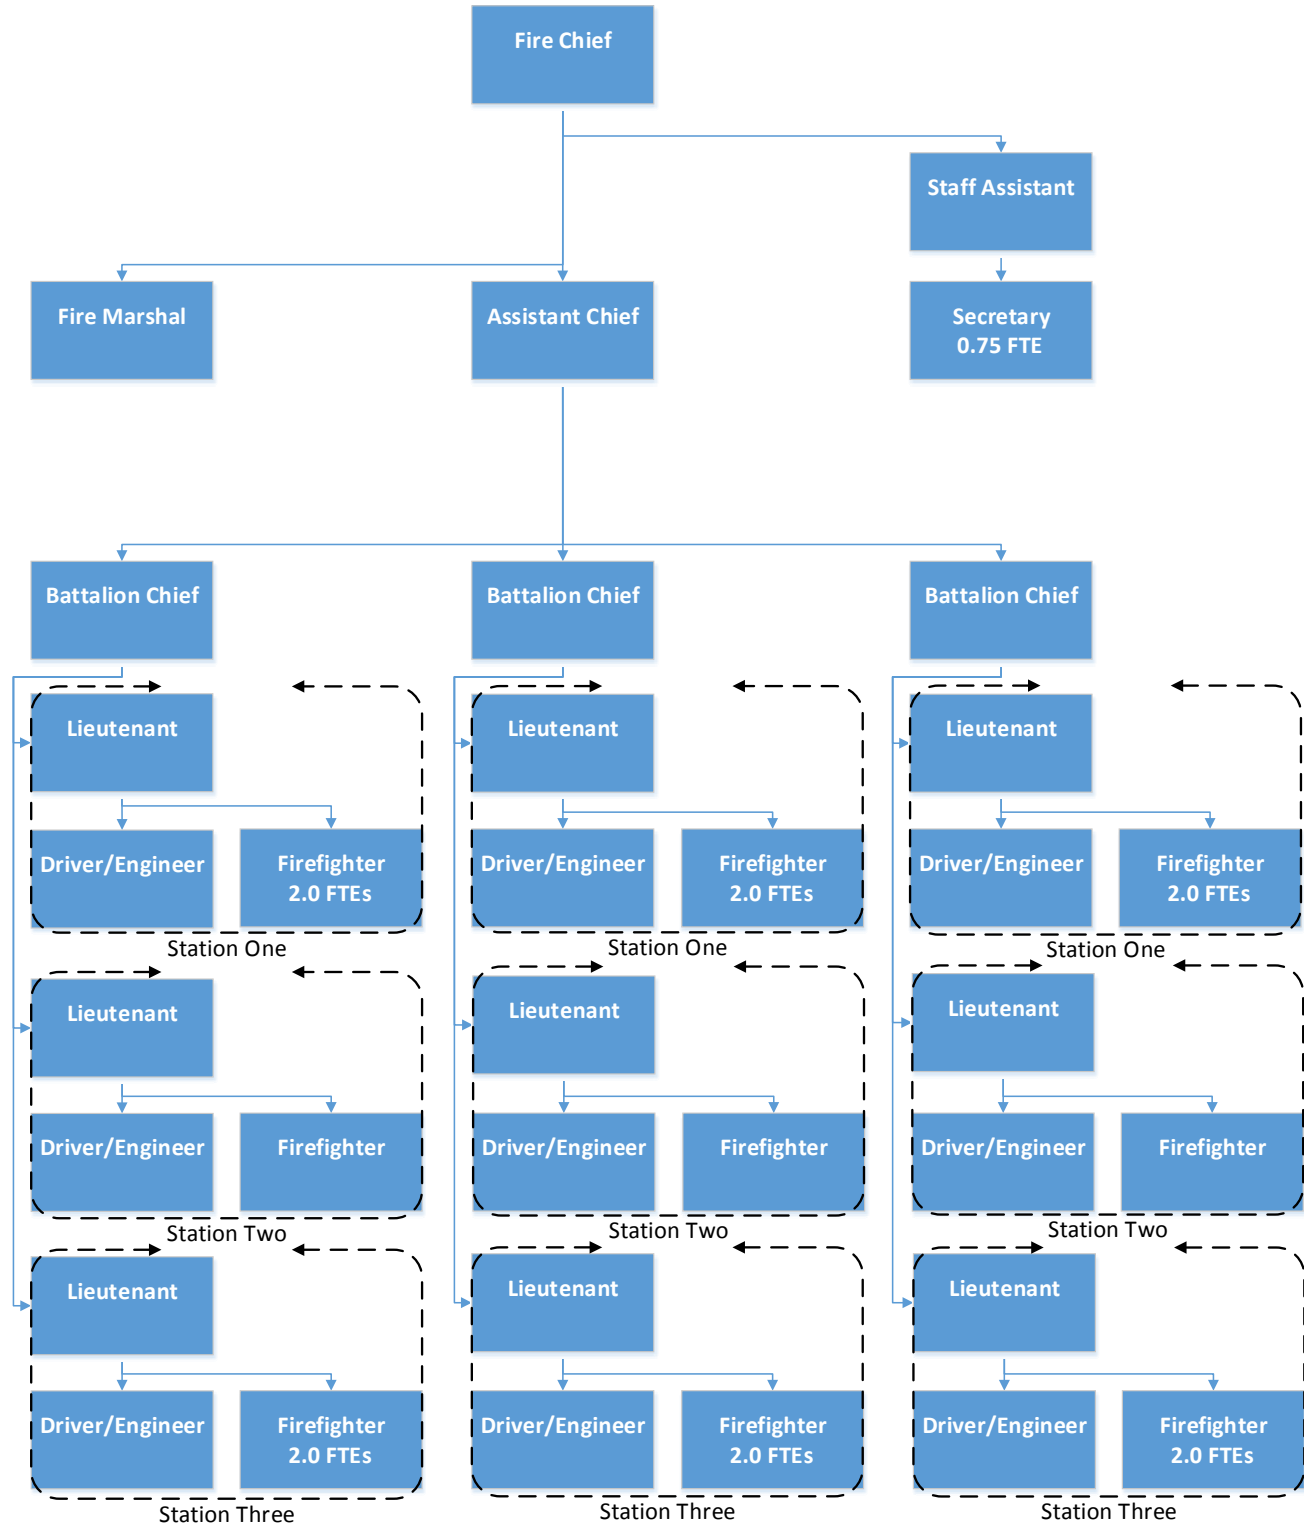 Fire Chief
Staff Assistant
Fire Marshal
Assistant Chief
Secretary
0.75 FTE
Battalion Chief
Battalion Chief
Battalion Chief
Lieutenant
Lieutenant
Lieutenant
Driver/Engineer
Firefighter
2.0 FTEs
Driver/Engineer
Firefighter
2.0 FTEs
Driver/Engineer
Firefighter
2.0 FTEs
Station One
Station One
Station One
Lieutenant
Lieutenant
Lieutenant
Driver/Engineer
Firefighter
Driver/Engineer
Firefighter
Driver/Engineer
Firefighter
Station Two
Station Two
Station Two
Lieutenant
Lieutenant
Lieutenant
Driver/Engineer
Firefighter
2.0 FTEs
Driver/Engineer
Firefighter
2.0 FTEs
Driver/Engineer
Firefighter
2.0 FTEs
Station Three
Station Three
Station Three